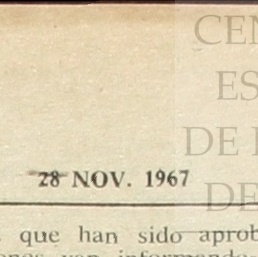 CEN
ES
DE
DE
28 NOV. 1967
que han sido aprob